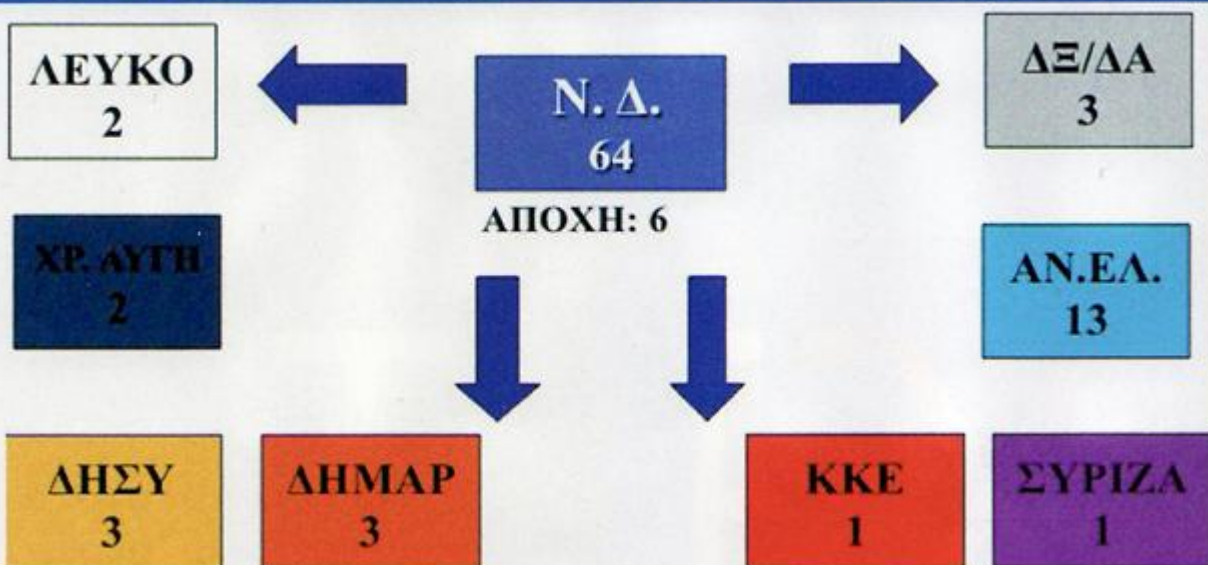 ΛΕΥΚΟ
2
Ν. Δ.
64
ΑΠΟΧΗ: 6
ΔΞ/ΔΑ
3
ΧΡ. ΑΥΓΗ
2
ΑΝ.ΕΛ.
13
ΔΗΣΥ
3
ΔΗΜΑΡ
3
ΚΚΕ
1
ΣΥΡΙΖΑ
1